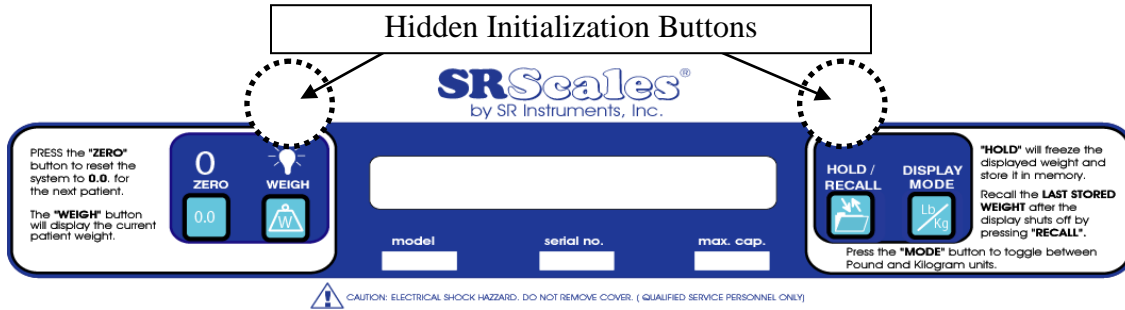 Hidden Initialization Buttons
SRScales®
by SR Instruments, Inc.
PRESS the "ZERO"
button to reset the
system to 0.0. for
the next patient.
The "WEIGH" button
will display the current
patient weight.
0
ZERO
WEIGH
0.0
W
model
serial no.
max. cap.
HOLD /
RECALL
DISPLAY
MODE
Lb/Kg
"HOLD" will freeze the
displayed weight and
store it in memory.
Recall the LAST STORED
WEIGHT after the
display shuts off by
pressing "RECALL".
Press the "MODE" button to toggle between
Pound and Kilogram units.
CAUTION: ELECTRICAL SHOCK HAZZARD. DO NOT REMOVE COVER. ( QUALIFIED SERVICE PERSONNEL ONLY)